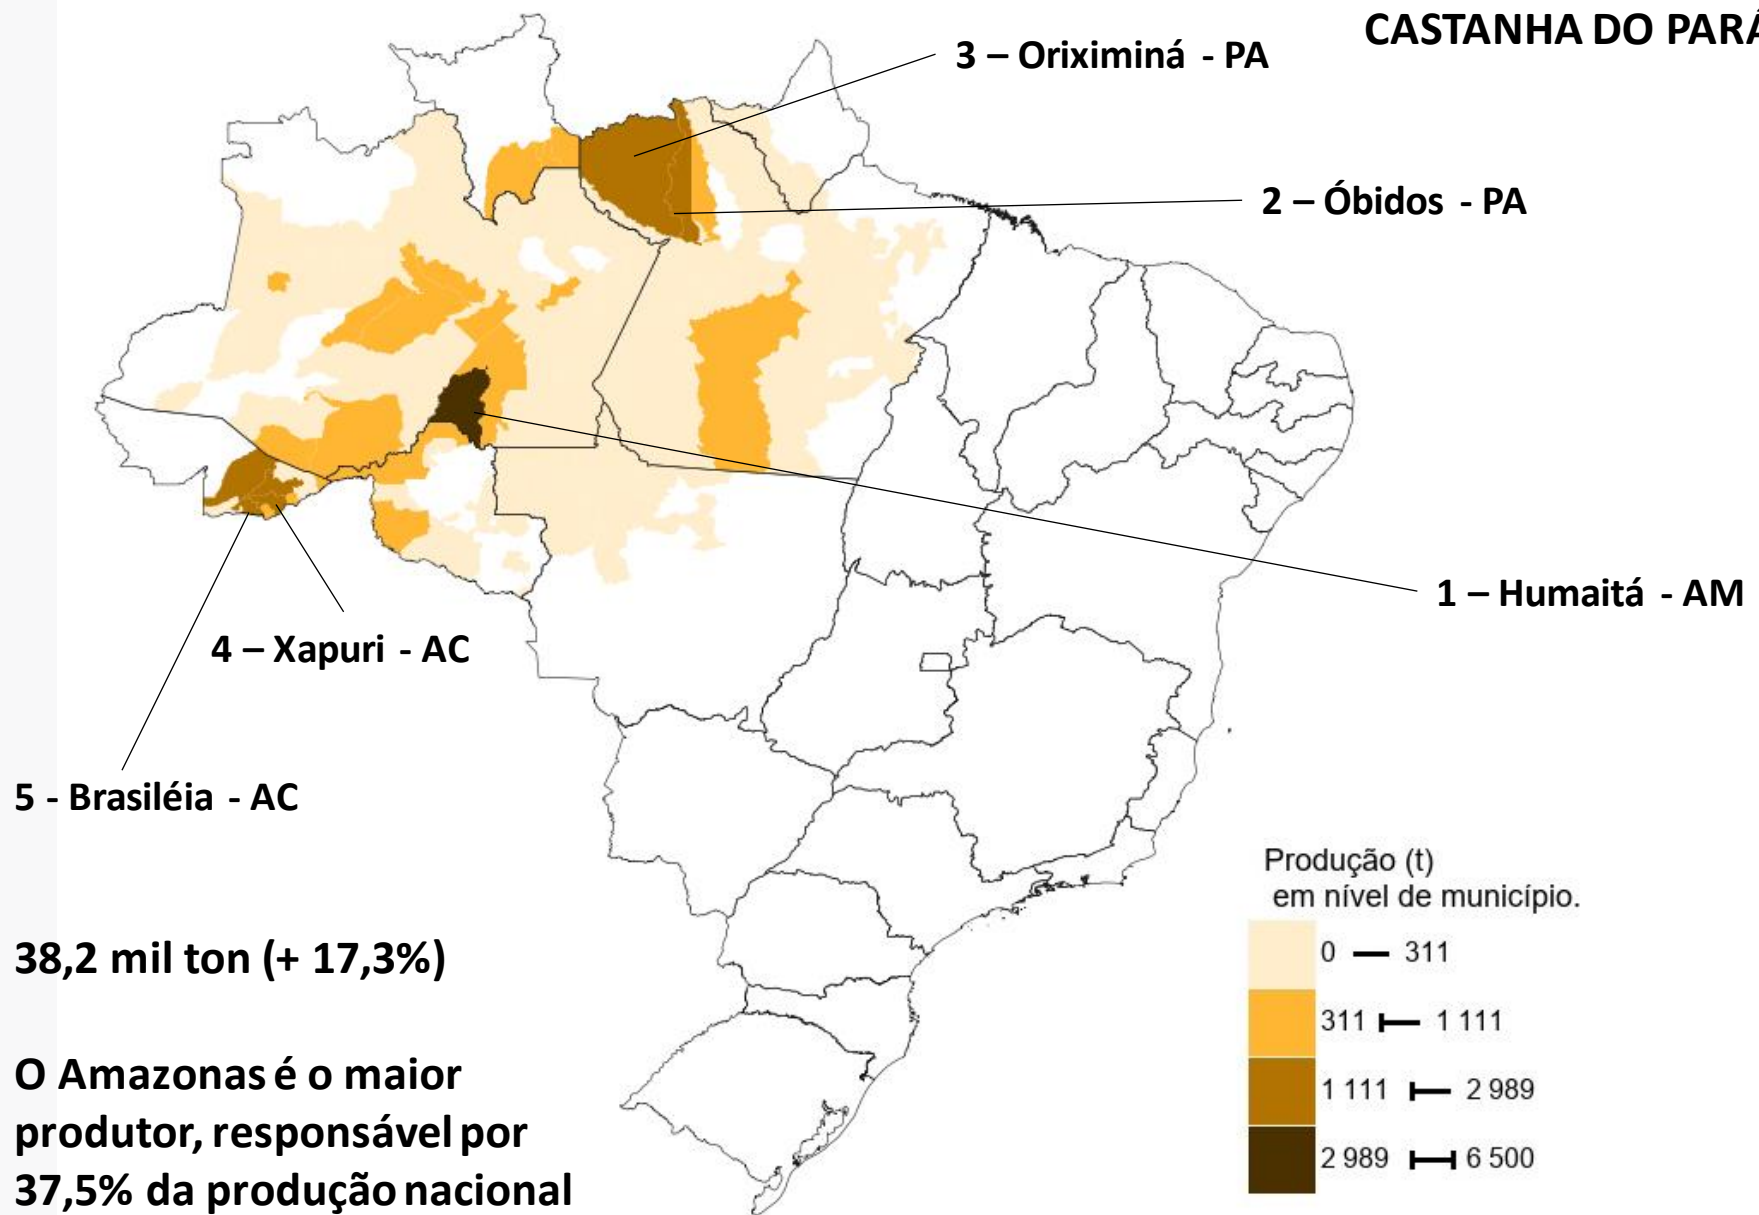 CASTANHA DO PARÁ
3 – Oriximiná - PA
2 – Óbidos - PA
1 – Humaitá - AM
4 – Xapuri - AC
5 - Brasiléia - AC
38,2 mil ton (+ 17,3%)
O Amazonas é o maior
produtor, responsável por
37,5% da produção nacional
Produção (t)
em nível de município.
0 — 311
311 ⊢ 1 111
1 111 ⊢ 2 989
2 989 ⊢⊣ 6 500